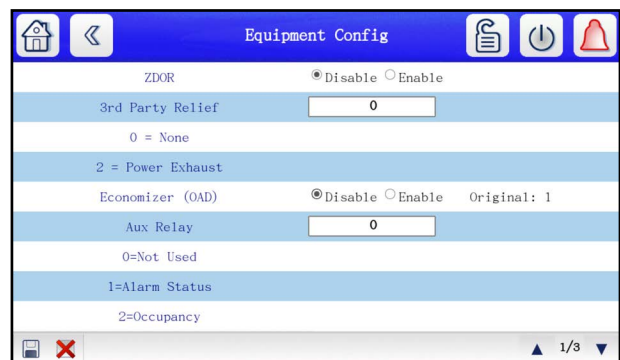 Equipment Config
ZDOR Disable Enable
3rd Party Relief 0
0 = None
2 = Power Exhaust
Economizer (OAD) Disable Enable Original: 1
Aux Relay 0
0=Not Used
1=Alarm Status
2=Occupancy
1/3